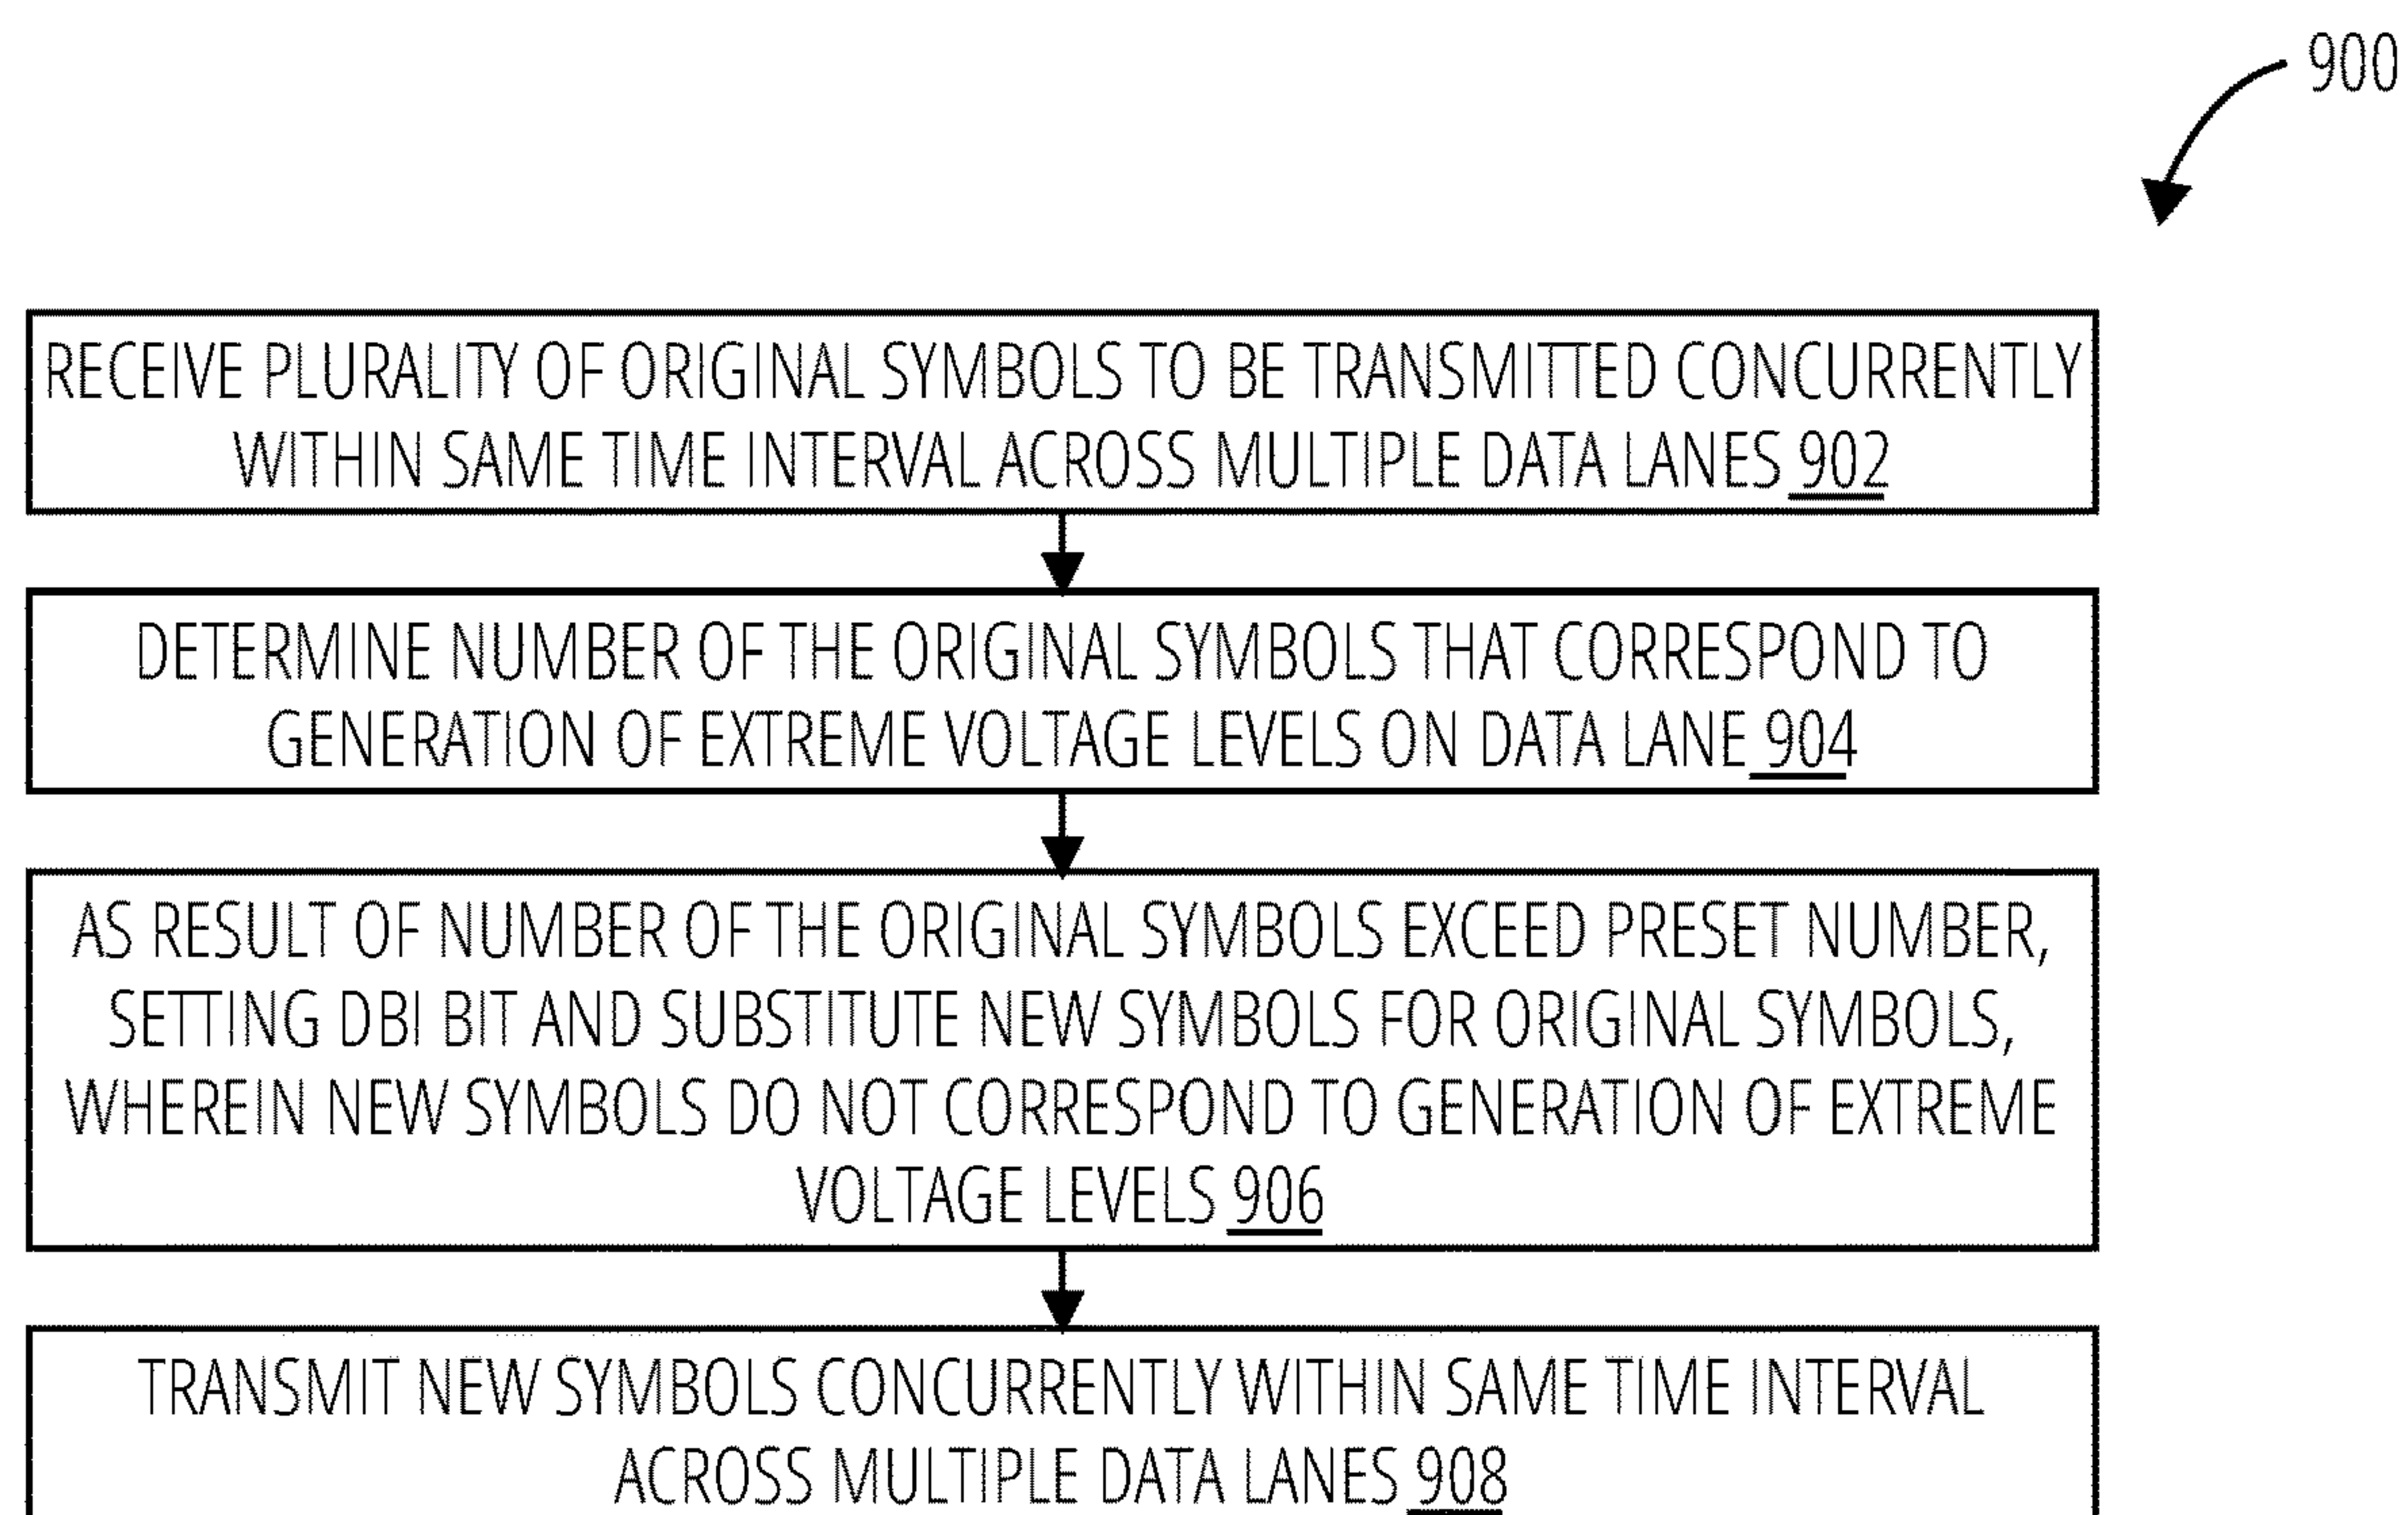 900
RECEIVE PLURALITY OF ORIGINAL SYMBOLS TO BE TRANSMITTED CONCURRENTLY
WITHIN SAME TIME INTERVAL ACROSS MULTIPLE DATA LANES 902
DETERMINE NUMBER OF THE ORIGINAL SYMBOLS THAT CORRESPOND TO
GENERATION OF EXTREME VOLTAGE LEVELS ON DATA LANE 904
AS RESULT OF NUMBER OF THE ORIGINAL SYMBOLS EXCEED PRESET NUMBER,
SETTING DBI BIT AND SUBSTITUTE NEW SYMBOLS FOR ORIGINAL SYMBOLS,
WHEREIN NEW SYMBOLS DO NOT CORRESPOND TO GENERATION OF EXTREME
VOLTAGE LEVELS 906
TRANSMIT NEW SYMBOLS CONCURRENTLY WITHIN SAME TIME INTERVAL
ACROSS MULTIPLE DATA LANES 908